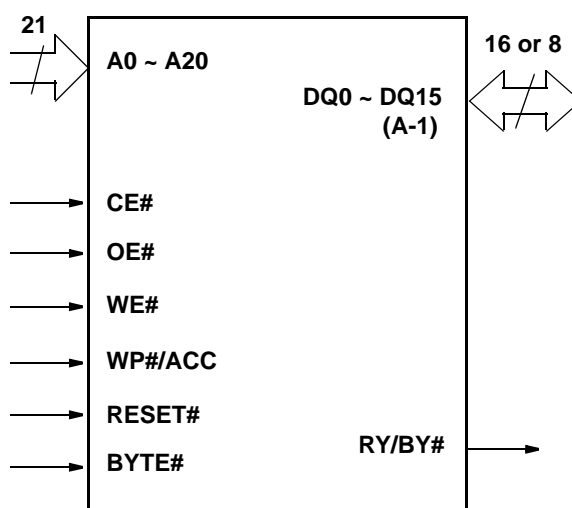 21
A0 ~ A20
16 or 8
DQ0 ~ DQ15
(A-1)
CE#
OE#
WE#
WP#/ACC
RESET#
RY/BY#
BYTE#